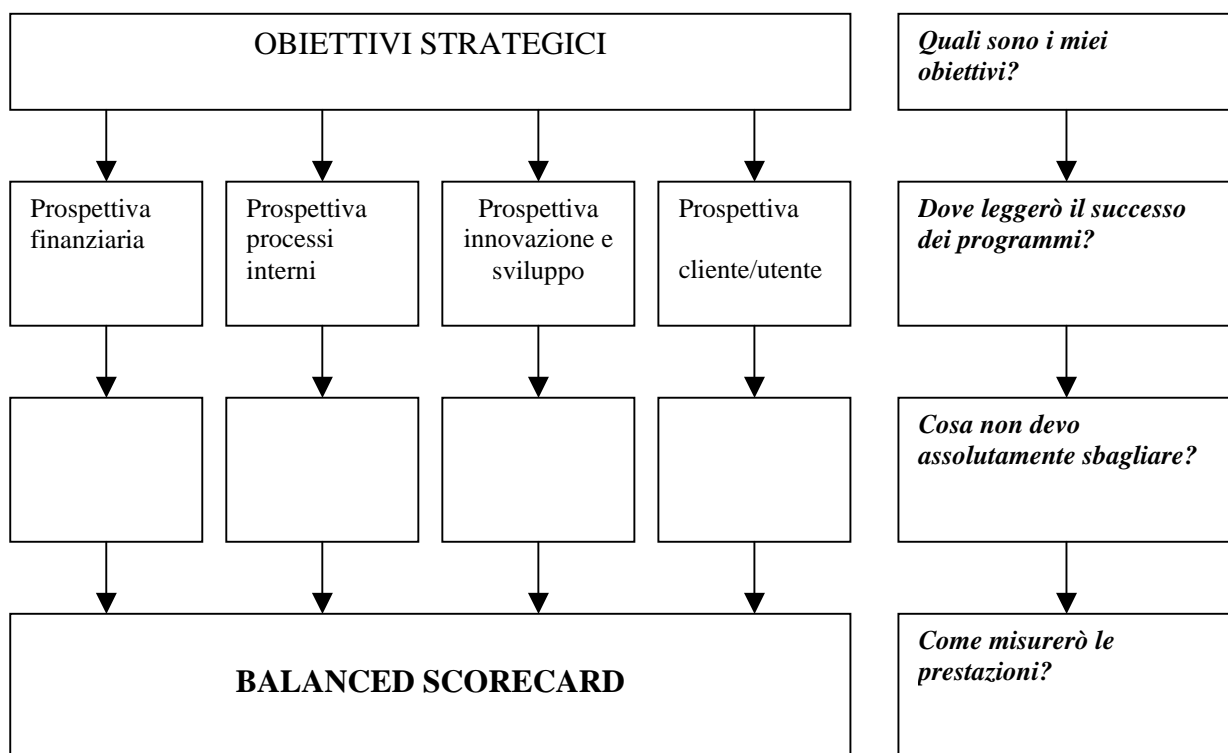 OBIETTIVI STRATEGICI
Quali sono i miei
obiettivi?
Prospettiva
finanziaria
Prospettiva
processi
interni
Prospettiva
innovazione e
sviluppo
Prospettiva
cliente/utente
Dove leggerò il successo
dei programmi?
Cosa non devo
assolutamente sbagliare?
BALANCED SCORECARD
Come misurerò le
prestazioni?